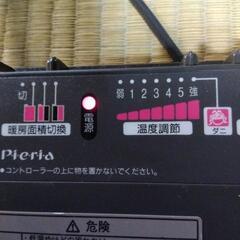 切
弱 1 2 3 4 5 強
暖房面積切換
電源
温度調節
ダニ
Pieria
●コントローラーの上に物を置かないでください。
⚠危険